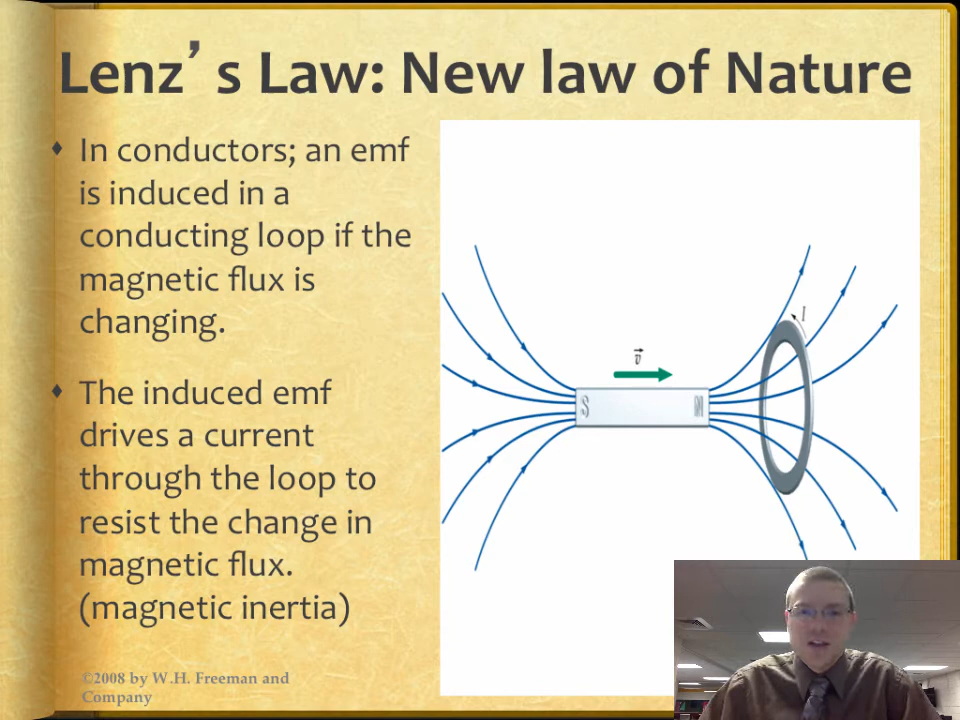 Lenz’s Law: New law of Nature
In conductors; an emf
is induced in a
conducting loop if the
magnetic flux is
changing.
The induced emf
drives a current
through the loop to
resist the change in
magnetic flux.
(magnetic inertia)
I
v
S
N
©2008 by W.H. Freeman and
Company